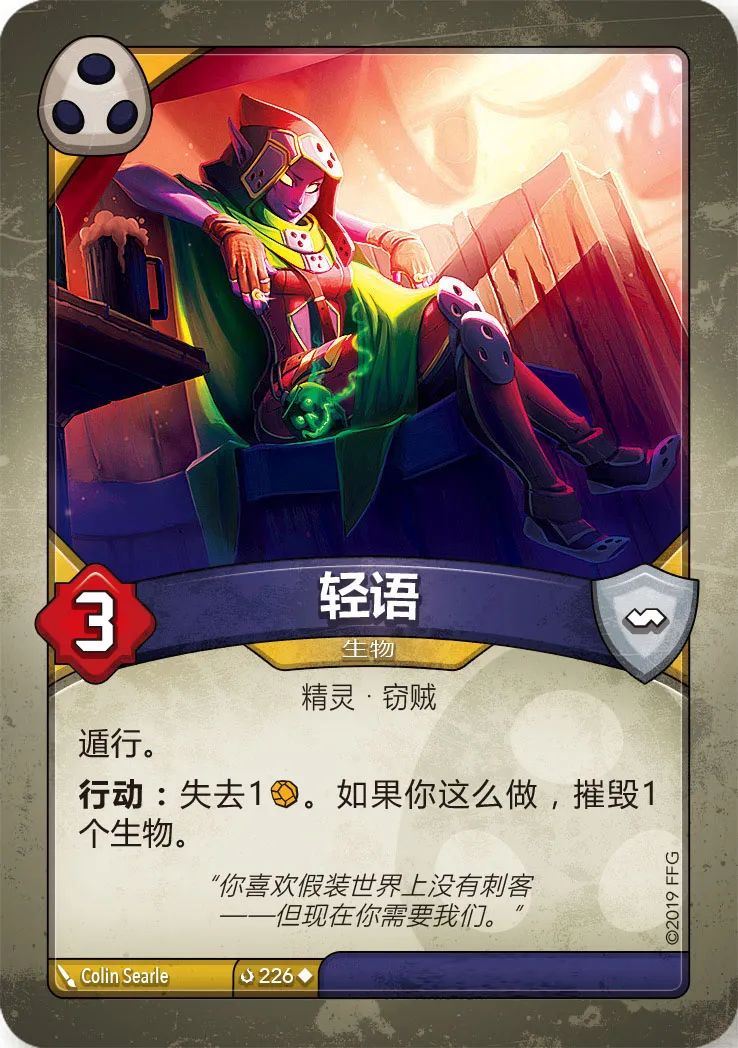 轻语
3
生物
精灵 · 窃贼
遁行。
行动：失去1。如果你这么做，摧毁1
个生物。
“你喜欢假装世界上没有刺客
——但现在你需要我们。”
©2019 FFG
Colin Searle
226